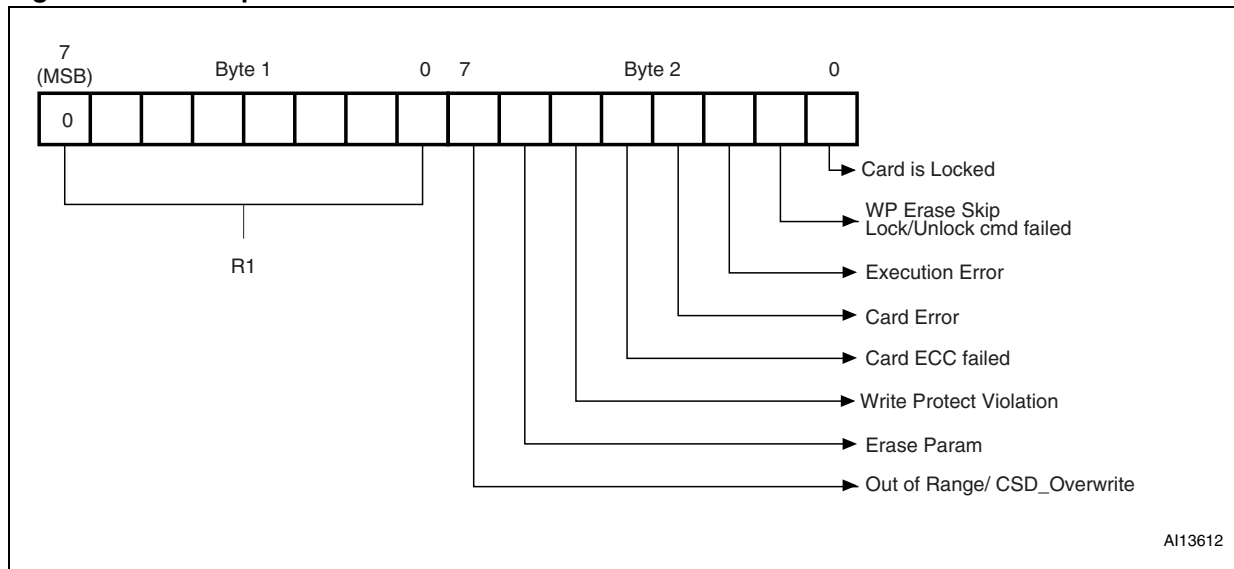 7
(MSB) Byte 1 0 7 Byte 2 0
0
Card is Locked
WP Erase Skip
Lock/Unlock cmd failed
R1
Execution Error
Card Error
Card ECC failed
Write Protect Violation
Erase Param
Out of Range/ CSD_Overwrite
AI13612